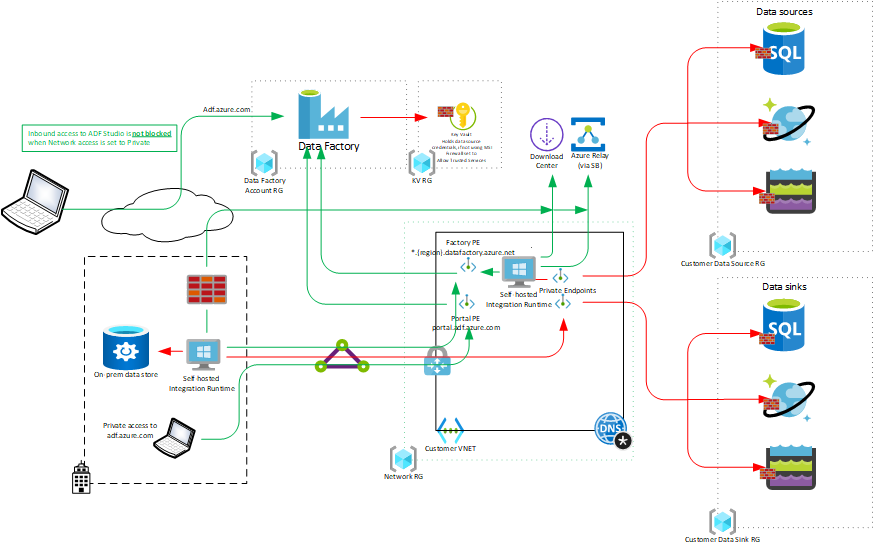 Data sources
SQL
Adf.azure.com
Inbound access to ADF Studio is not blocked
when Network access is set to Private
Data Factory
Key Vault
Holds data source
credentials, if not using MSI
Firewall set to
Allow Trusted Services
Download
Center
Azure Relay
(via SB)
Data Factory
Account RG
KV RG
Factory PE
*.{region}.datafactory.azure.net
Customer Data Source RG
Self-hosted
Integration Runtime
Private Endpoints
Data sinks
SQL
Portal PE
portal.adf.azure.com
On-prem data store
Self-hosted
Integration Runtime
Private access to
adf.azure.com
DNS
*
Customer VNET
Network RG
Customer Data Sink RG